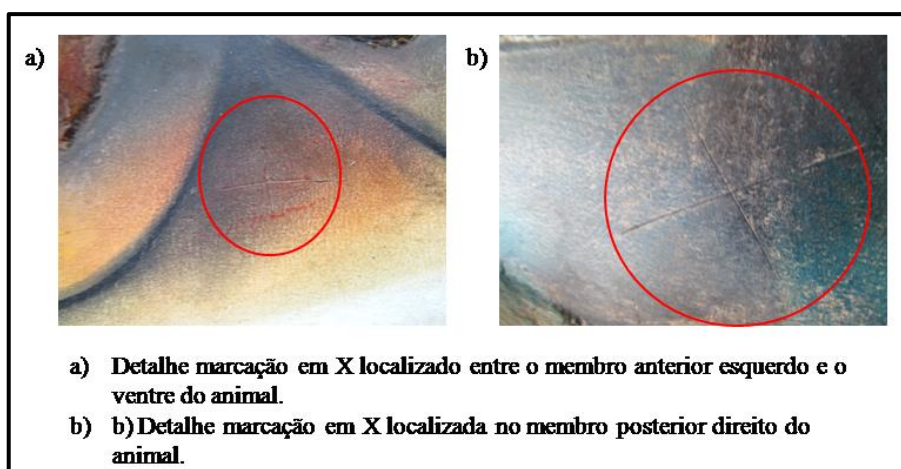 a)
b)
a) Detalhe marcação em X localizado entre o membro anterior esquerdo e o
ventre do animal.
b) b) Detalhe marcação em X localizada no membro posterior direito do
animal.